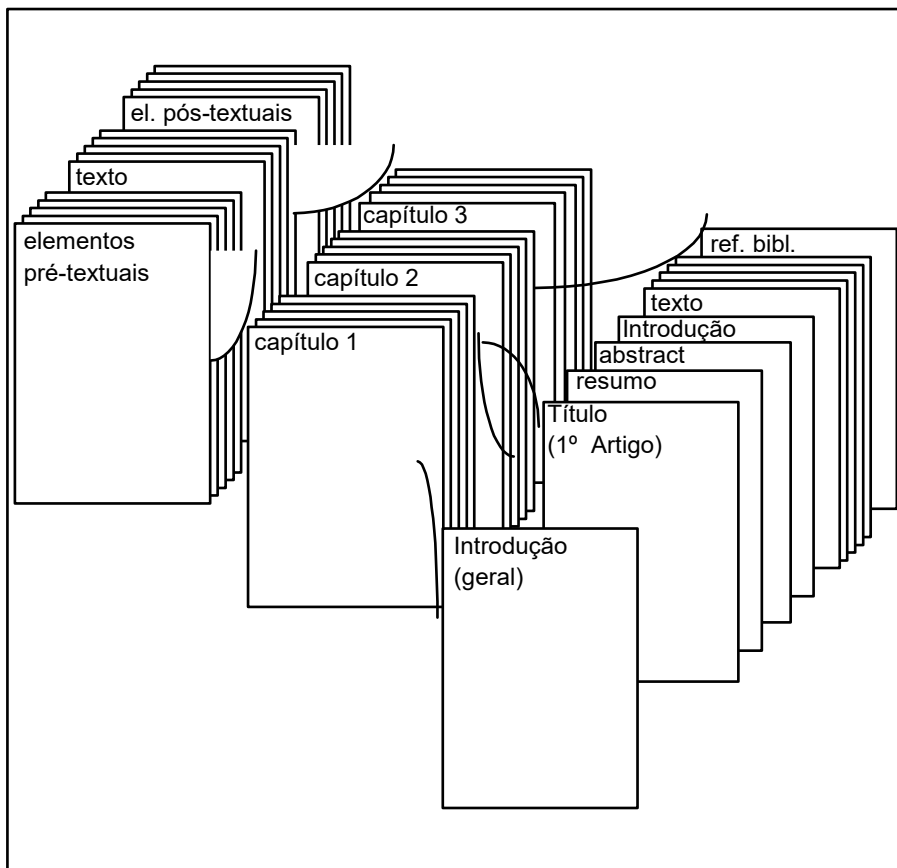 el. pós-textuais
texto
elementos
pré-textuais
capítulo 3
capítulo 2
capítulo 1
ref. bibl.
texto
Introdução
abstract
resumo
Título
(1º Artigo)
Introdução
(geral)